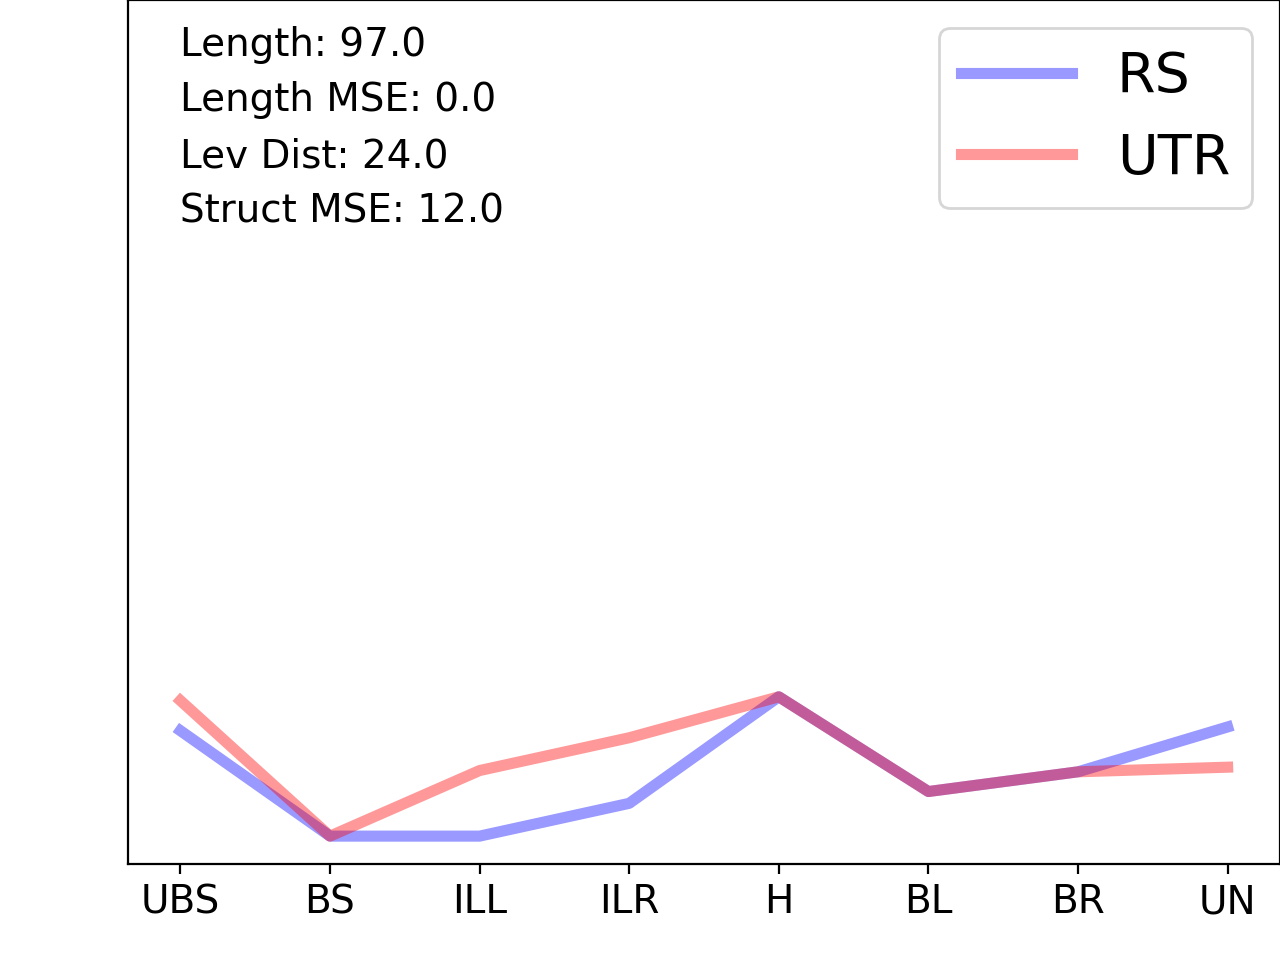 Length: 97.0
Length MSE: 0.0
Lev Dist: 24.0
Struct MSE: 12.0
RS
UTR
UBS BS ILL ILR H BL BR UN